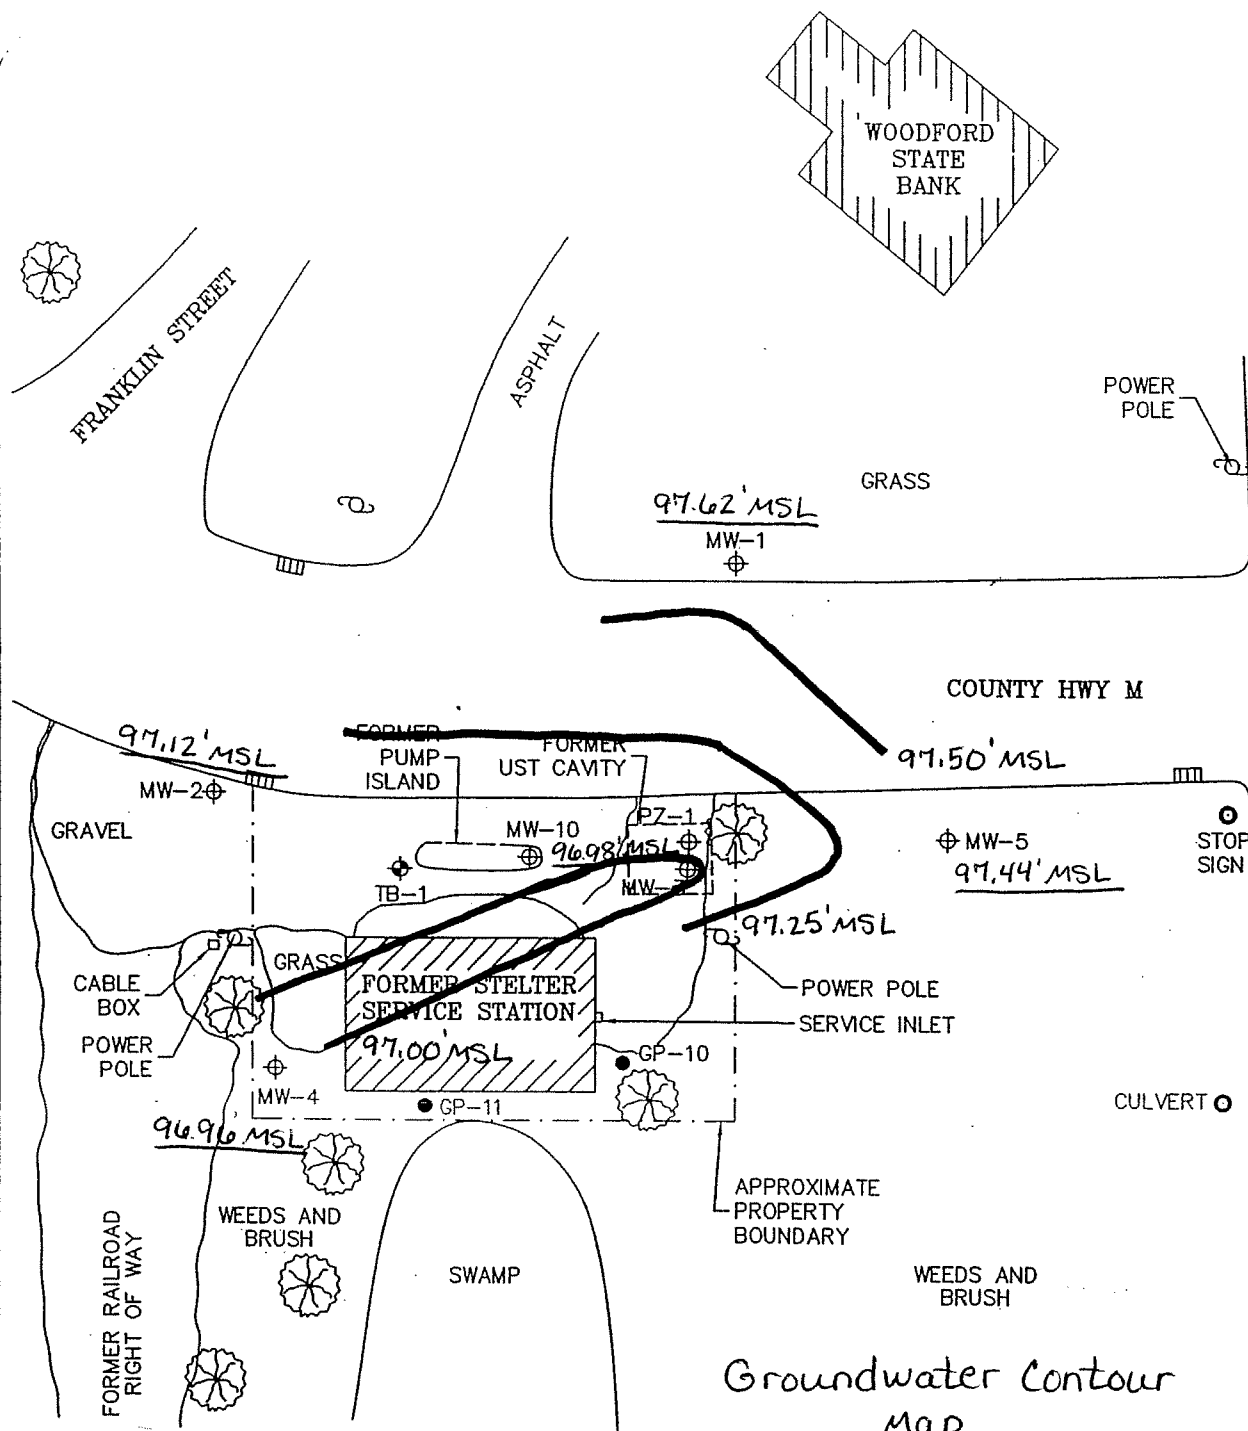 WOODFORD
STATE
BANK
FRANKLIN STREET
ASPHALT
POWER
POLE
GRASS
97.62' MSL
MW-1
COUNTY HWY M
97.12' MSL
FORMER
PUMP
ISLAND
FORMER
UST CAVITY
97.50' MSL
MW-2
GRAVEL
MW-10
PZ-1
96.98' MSL
MW-5
97.44' MSL
STOP
SIGN
TB-1
97.25' MSL
GRASS
CABLE
BOX
FORMER STELTER
SERVICE STATION
POWER POLE
SERVICE INLET
97.00' MSL
POWER
POLE
GP-10
MW-4
GP-11
CULVERT
96.96 MSL
APPROXIMATE
PROPERTY
BOUNDARY
WEEDS AND
BRUSH
FORMER RAILROAD
RIGHT OF WAY
SWAMP
WEEDS AND
BRUSH
Groundwater Contour
Map